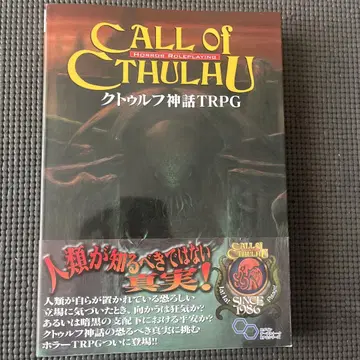 CALL of
HORROR ROLEPLAYING
CTHULHU
クトゥルフ神話TRPG
人類が知るべきではない
真実!
人類が自らが置かれている恐ろしい
立場に気づいたとき、向かうは狂気か?
あるいは暗黒の支配下における平安か?
クトゥルフ神話の恐るべき真実に挑む
ホラーTRPGついに登場!!
CALL of
CTHULHU
SINCE
1986